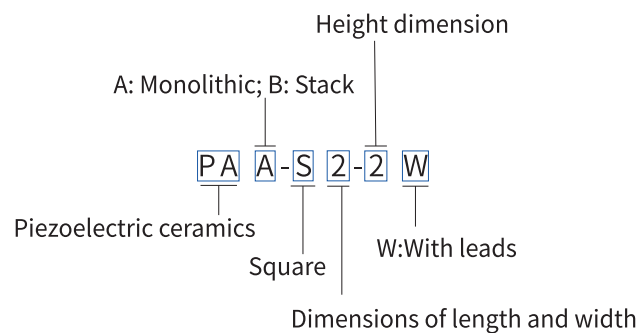 Height dimension
A: Monolithic; B: Stack
PA A-S 2-2 W
Piezoelectric ceramics
W:With leads
Square
Dimensions of length and width